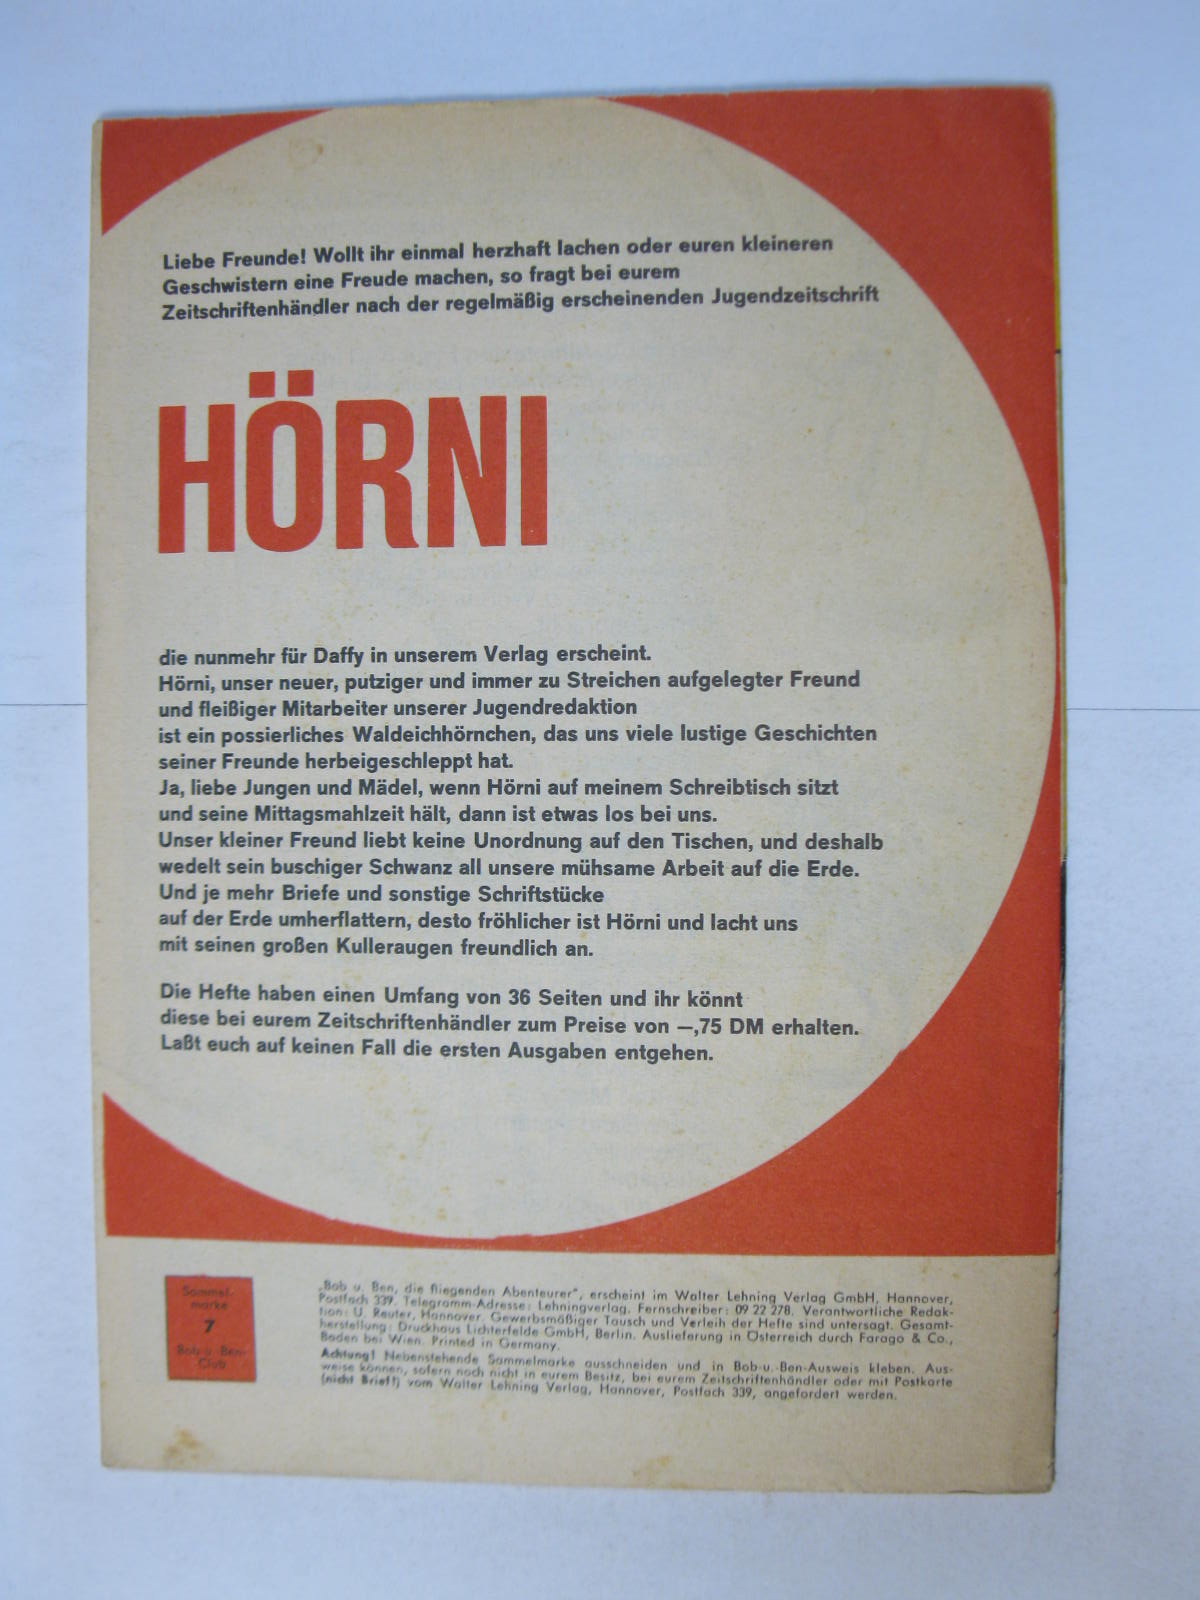 Liebe Freunde! Wollt ihr einmal herzhaft lachen oder euren kleineren
Geschwistern eine Freude machen, so fragt bei eurem
Zeitschriftenhändler nach der regelmäßig erscheinenden Jugendzeitschrift
HÖRNI
die nunmehr für Daffy in unserem Verlag erscheint.
Hörni, unser neuer, putziger und immer zu Streichen aufgelegter Freund
und fleißiger Mitarbeiter unserer Jugendredaktion
ist ein possierliches Waldeichhörnchen, das uns viele lustige Geschichten
seiner Freunde herbeigeschleppt hat.
Ja, liebe Jungen und Mädel, wenn Hörni auf meinem Schreibtisch sitzt
und seine Mittagsmahlzeit hält, dann ist etwas los bei uns.
Unser kleiner Freund liebt keine Unordnung auf den Tischen, und deshalb
wedelt sein buschiger Schwanz all unsere mühsame Arbeit auf die Erde.
Und je mehr Briefe und sonstige Schriftstücke
auf der Erde umherflattern, desto fröhlicher ist Hörni und lacht uns
mit seinen großen Kulleraugen freundlich an.
Die Hefte haben einen Umfang von 36 Seiten und ihr könnt
diese bei eurem Zeitschriftenhändler zum Preise von —,75 DM erhalten.
Laßt euch auf keinen Fall die ersten Ausgaben entgehen.
Sammel-
marke
7
Bob-u.-Ben-
Club
„Bob u. Ben, die fliegenden Abenteurer", erscheint im Walter Lehning Verlag GmbH, Hannover,
Postfach 339. Telegramm-Adresse: Lehningverlag. Fernschreiber: 09 22 278. Verantwortliche Redak-
tion: U. Reuter, Hannover. Gewerbsmäßiger Tausch und Verleih der Hefte sind untersagt. Gesamt-
herstellung: Druckhaus Lichterfelde GmbH, Berlin. Auslieferung in Österreich durch Farago & Co.,
Baden bei Wien. Printed in Germany.
Achtung! Nebenstehende Sammelmarke ausschneiden und in Bob-u.-Ben-Ausweis kleben. Aus-
weise können, sofern noch nicht in eurem Besitz, bei eurem Zeitschriftenhändler oder mit Postkarte
(nicht Brief!) vom Walter Lehning Verlag, Hannover, Postfach 339, angefordert werden.